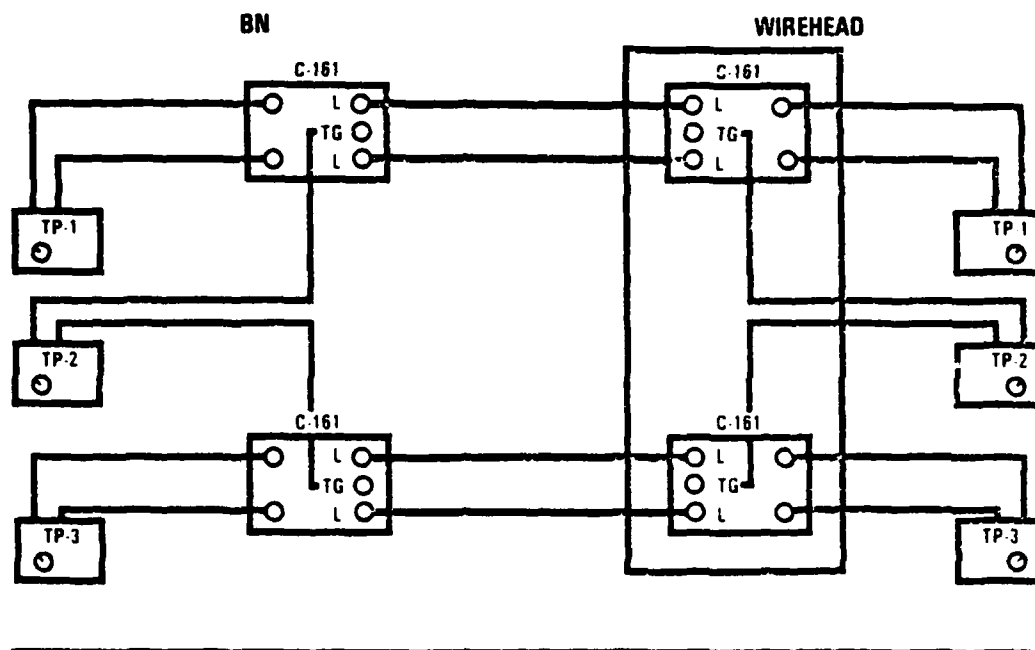 BN WIREHEAD
C-161 C-161
L L
TG TG
L L
TP-1 TP-1
TP-2 TP-2
C-161 C-161
L L
TG TG
L L
TP-3 TP-3